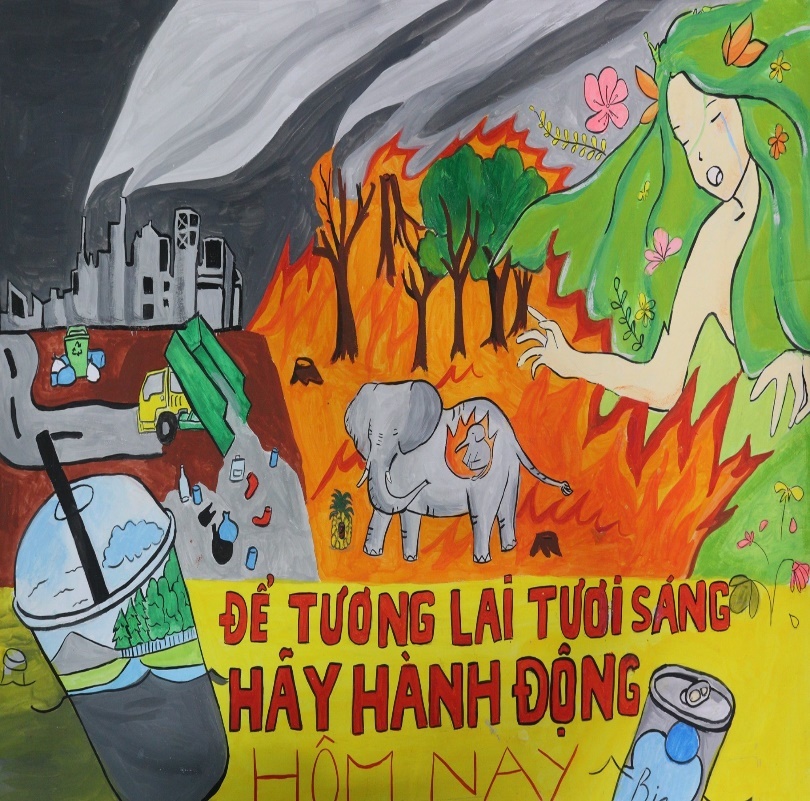 ĐỂ TƯƠNG LAI TƯƠI SÁNG
HÃY HÀNH ĐỘNG
HÔM NAY